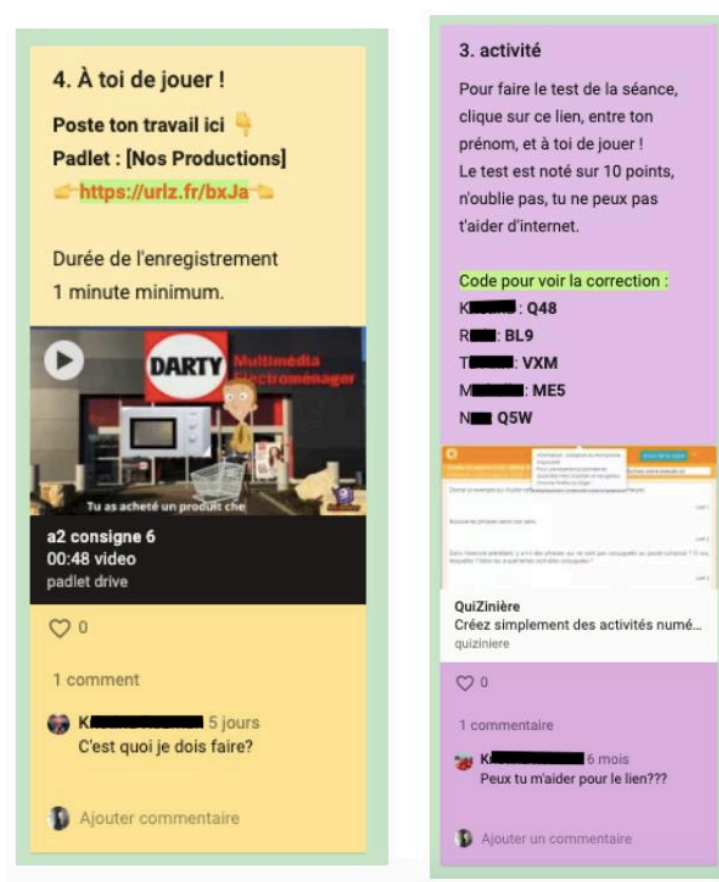 4. À toi de jouer !
Poste ton travail ici 👇
Padlet : [Nos Productions]
👉https://urlz.fr/bxJa👈
Durée de l'enregistrement
1 minute minimum.
DARTY Multimédia
Electroménager
Tu as acheté un produit che
a2 consigne 6
00:48 video
padlet drive
0
1 comment
K 5 jours
C'est quoi je dois faire?
Ajouter commentaire
3. activité
Pour faire le test de la séance,
clique sur ce lien, entre ton
prénom, et à toi de jouer !
Le test est noté sur 10 points,
n'oublie pas, tu ne peux pas
t'aider d'internet.
Code pour voir la correction :
K : Q48
R : BL9
T : VXM
M : ME5
N Q5W
QuiZinière
Créez simplement des activités numé...
quiziniere
0
1 commentaire
K 6 mois
Peux tu m'aider pour le lien???
Ajouter un commentaire